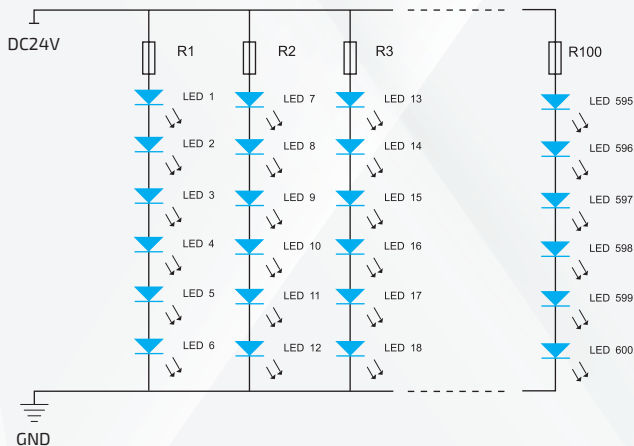 DC24V
R1
R2
R3
R100
LED 1
LED 7
LED 13
LED 595
LED 2
LED 8
LED 14
LED 596
LED 3
LED 9
LED 15
LED 597
LED 4
LED 10
LED 16
LED 598
LED 5
LED 11
LED 17
LED 599
LED 6
LED 12
LED 18
LED 600
GND